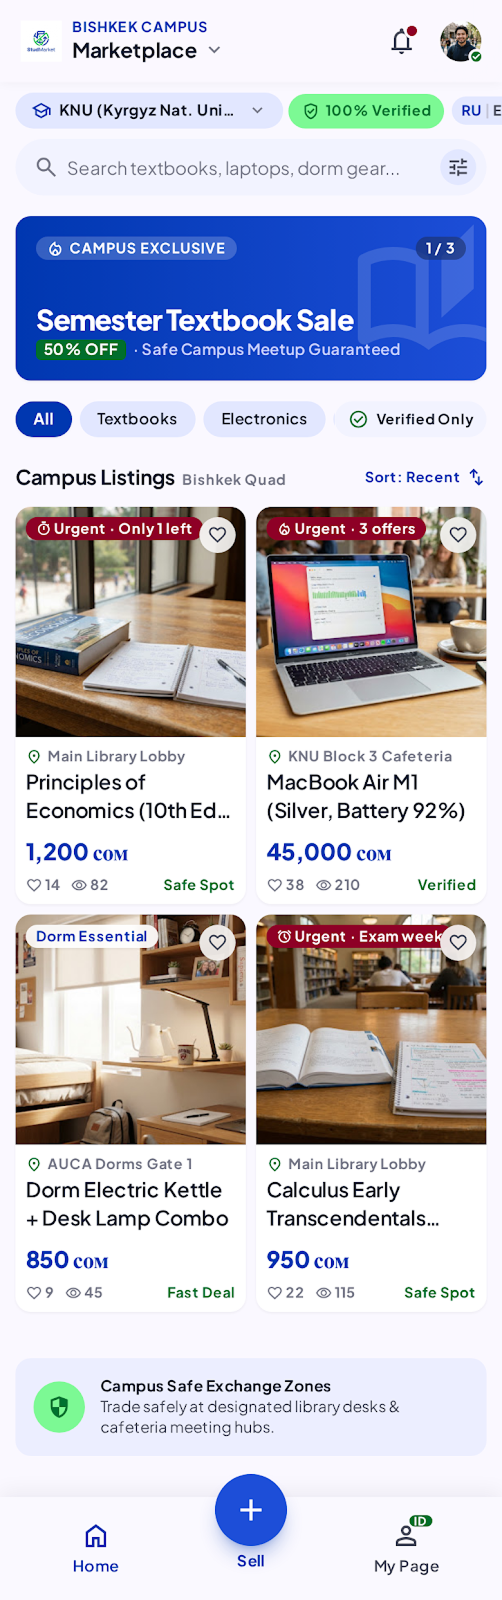 BISHKEK CAMPUS
StudMarket
Marketplace
KNU (Kyrgyz Nat. Uni...
100% Verified
RU | E
Search textbooks, laptops, dorm gear...
CAMPUS EXCLUSIVE
1 / 3
Semester Textbook Sale
50% OFF · Safe Campus Meetup Guaranteed
All
Textbooks
Electronics
Verified Only
Campus Listings Bishkek Quad
Sort: Recent
Urgent · Only 1 left
PLES OF
NOMICS
Main Library Lobby
Principles of
Economics (10th Ed...
1,200 сом
14 82 Safe Spot
Urgent · 3 offers
KNU Block 3 Cafeteria
MacBook Air M1
(Silver, Battery 92%)
45,000 сом
38 210 Verified
Dorm Essential
AUCA Dorms Gate 1
Dorm Electric Kettle
+ Desk Lamp Combo
850 сом
9 45 Fast Deal
Urgent · Exam week
Main Library Lobby
Calculus Early
Transcendentals...
950 сом
22 115 Safe Spot
Campus Safe Exchange Zones
Trade safely at designated library desks &
cafeteria meeting hubs.
Home
Sell
ID
My Page